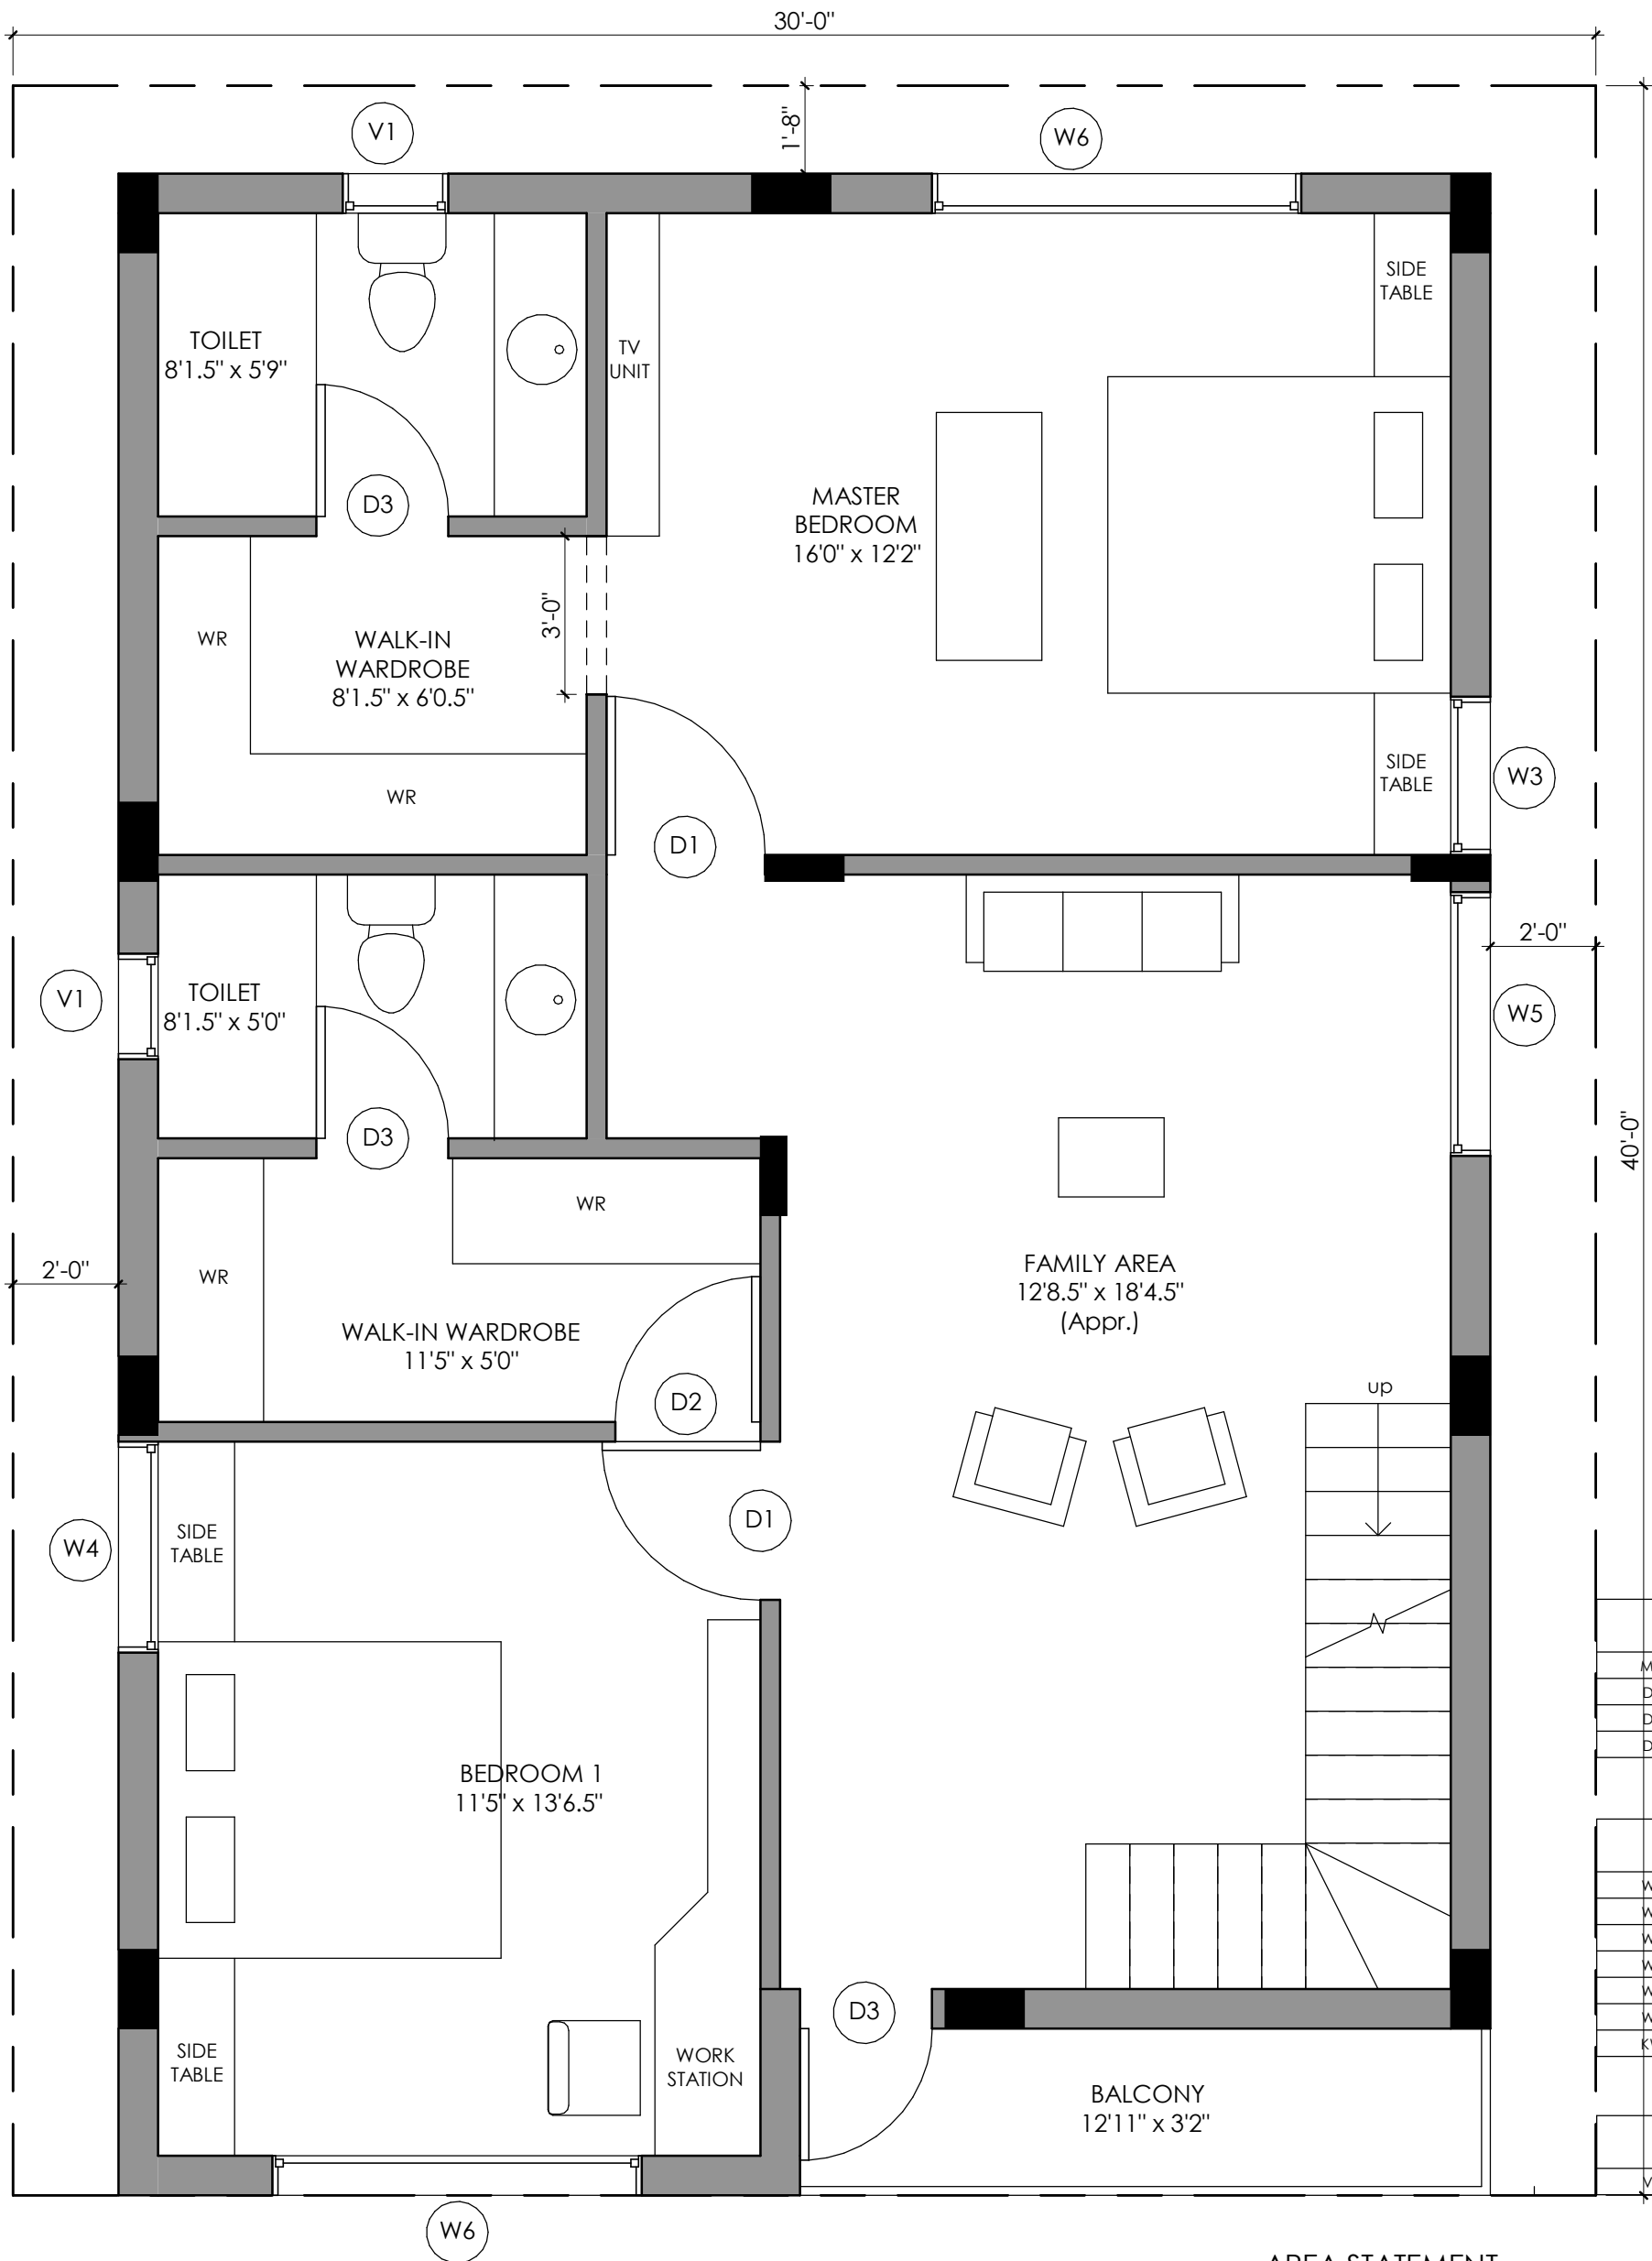 30'-0"
1'-8"
V1
W6
SIDE
TABLE
TOILET
8'1.5" x 5'9"
TV
UNIT
D3
MASTER
BEDROOM
16'0" x 12'2"
3'-0"
WR
WALK-IN
WARDROBE
8'1.5" x 6'0.5"
SIDE
TABLE
W3
WR
D1
2'-0"
TOILET
8'1.5" x 5'0"
V1
W5
40'-0"
D3
WR
2'-0"
WR
FAMILY AREA
12'8.5" x 18'4.5"
(Appr.)
WALK-IN WARDROBE
11'5" x 5'0"
D2
up
D1
W4
SIDE
TABLE
BEDROOM 1
11'5" x 13'6.5"
D3
SIDE
TABLE
WORK
STATION
BALCONY
12'11" x 3'2"
W6